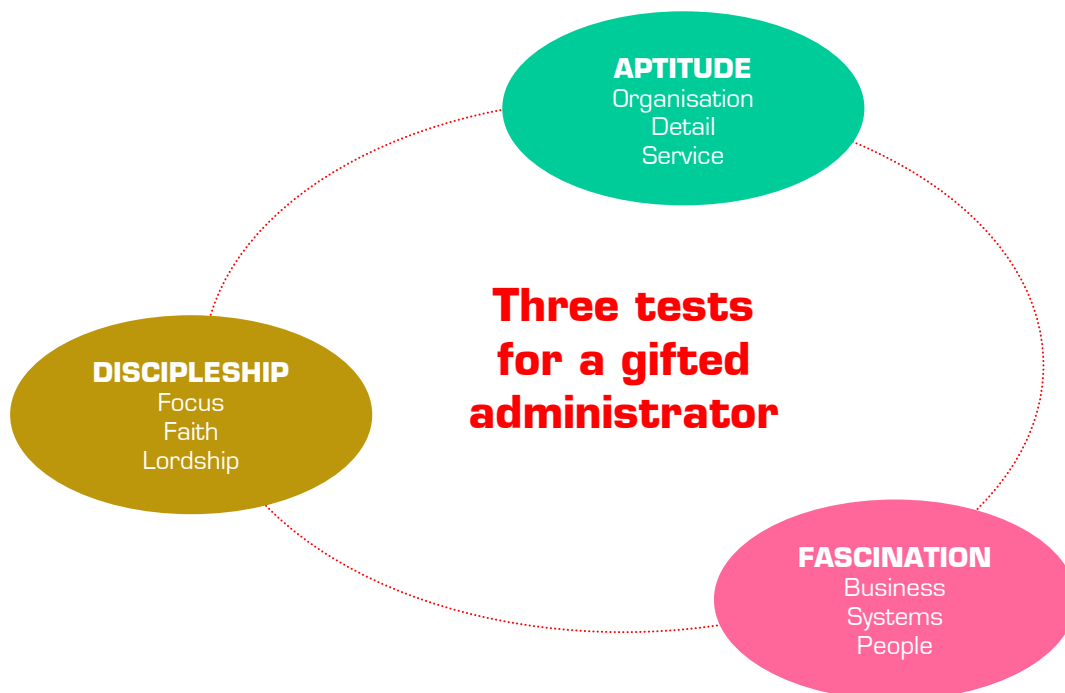 APTITUDE
Organisation
Detail
Service
Three tests
for a gifted
administrator
DISCIPLESHIP
Focus
Faith
Lordship
FASCINATION
Business
Systems
People